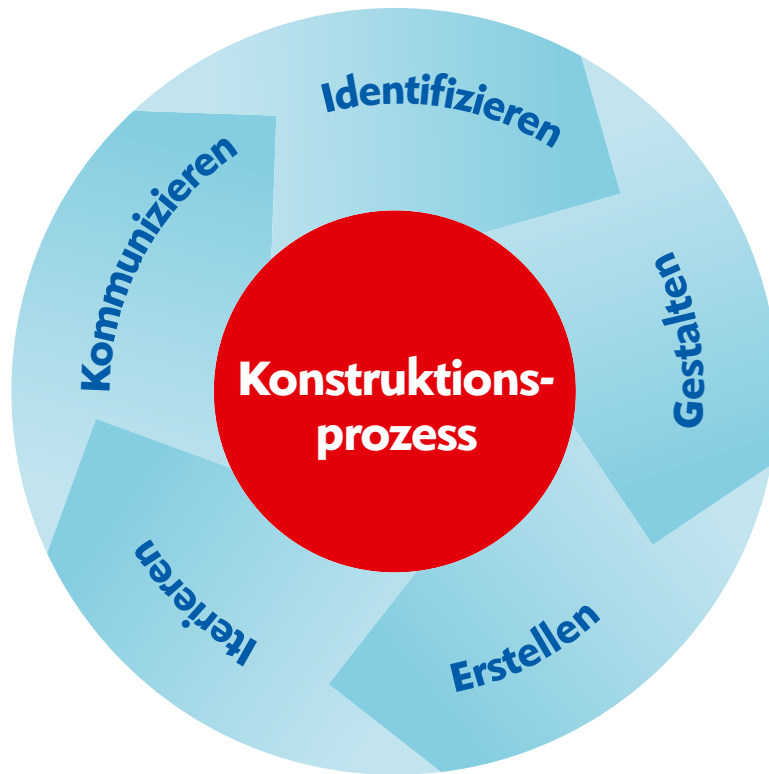 Identifizieren
Gestalten
Erstellen
Iterieren
Kommunizieren
Konstruktions-
prozess